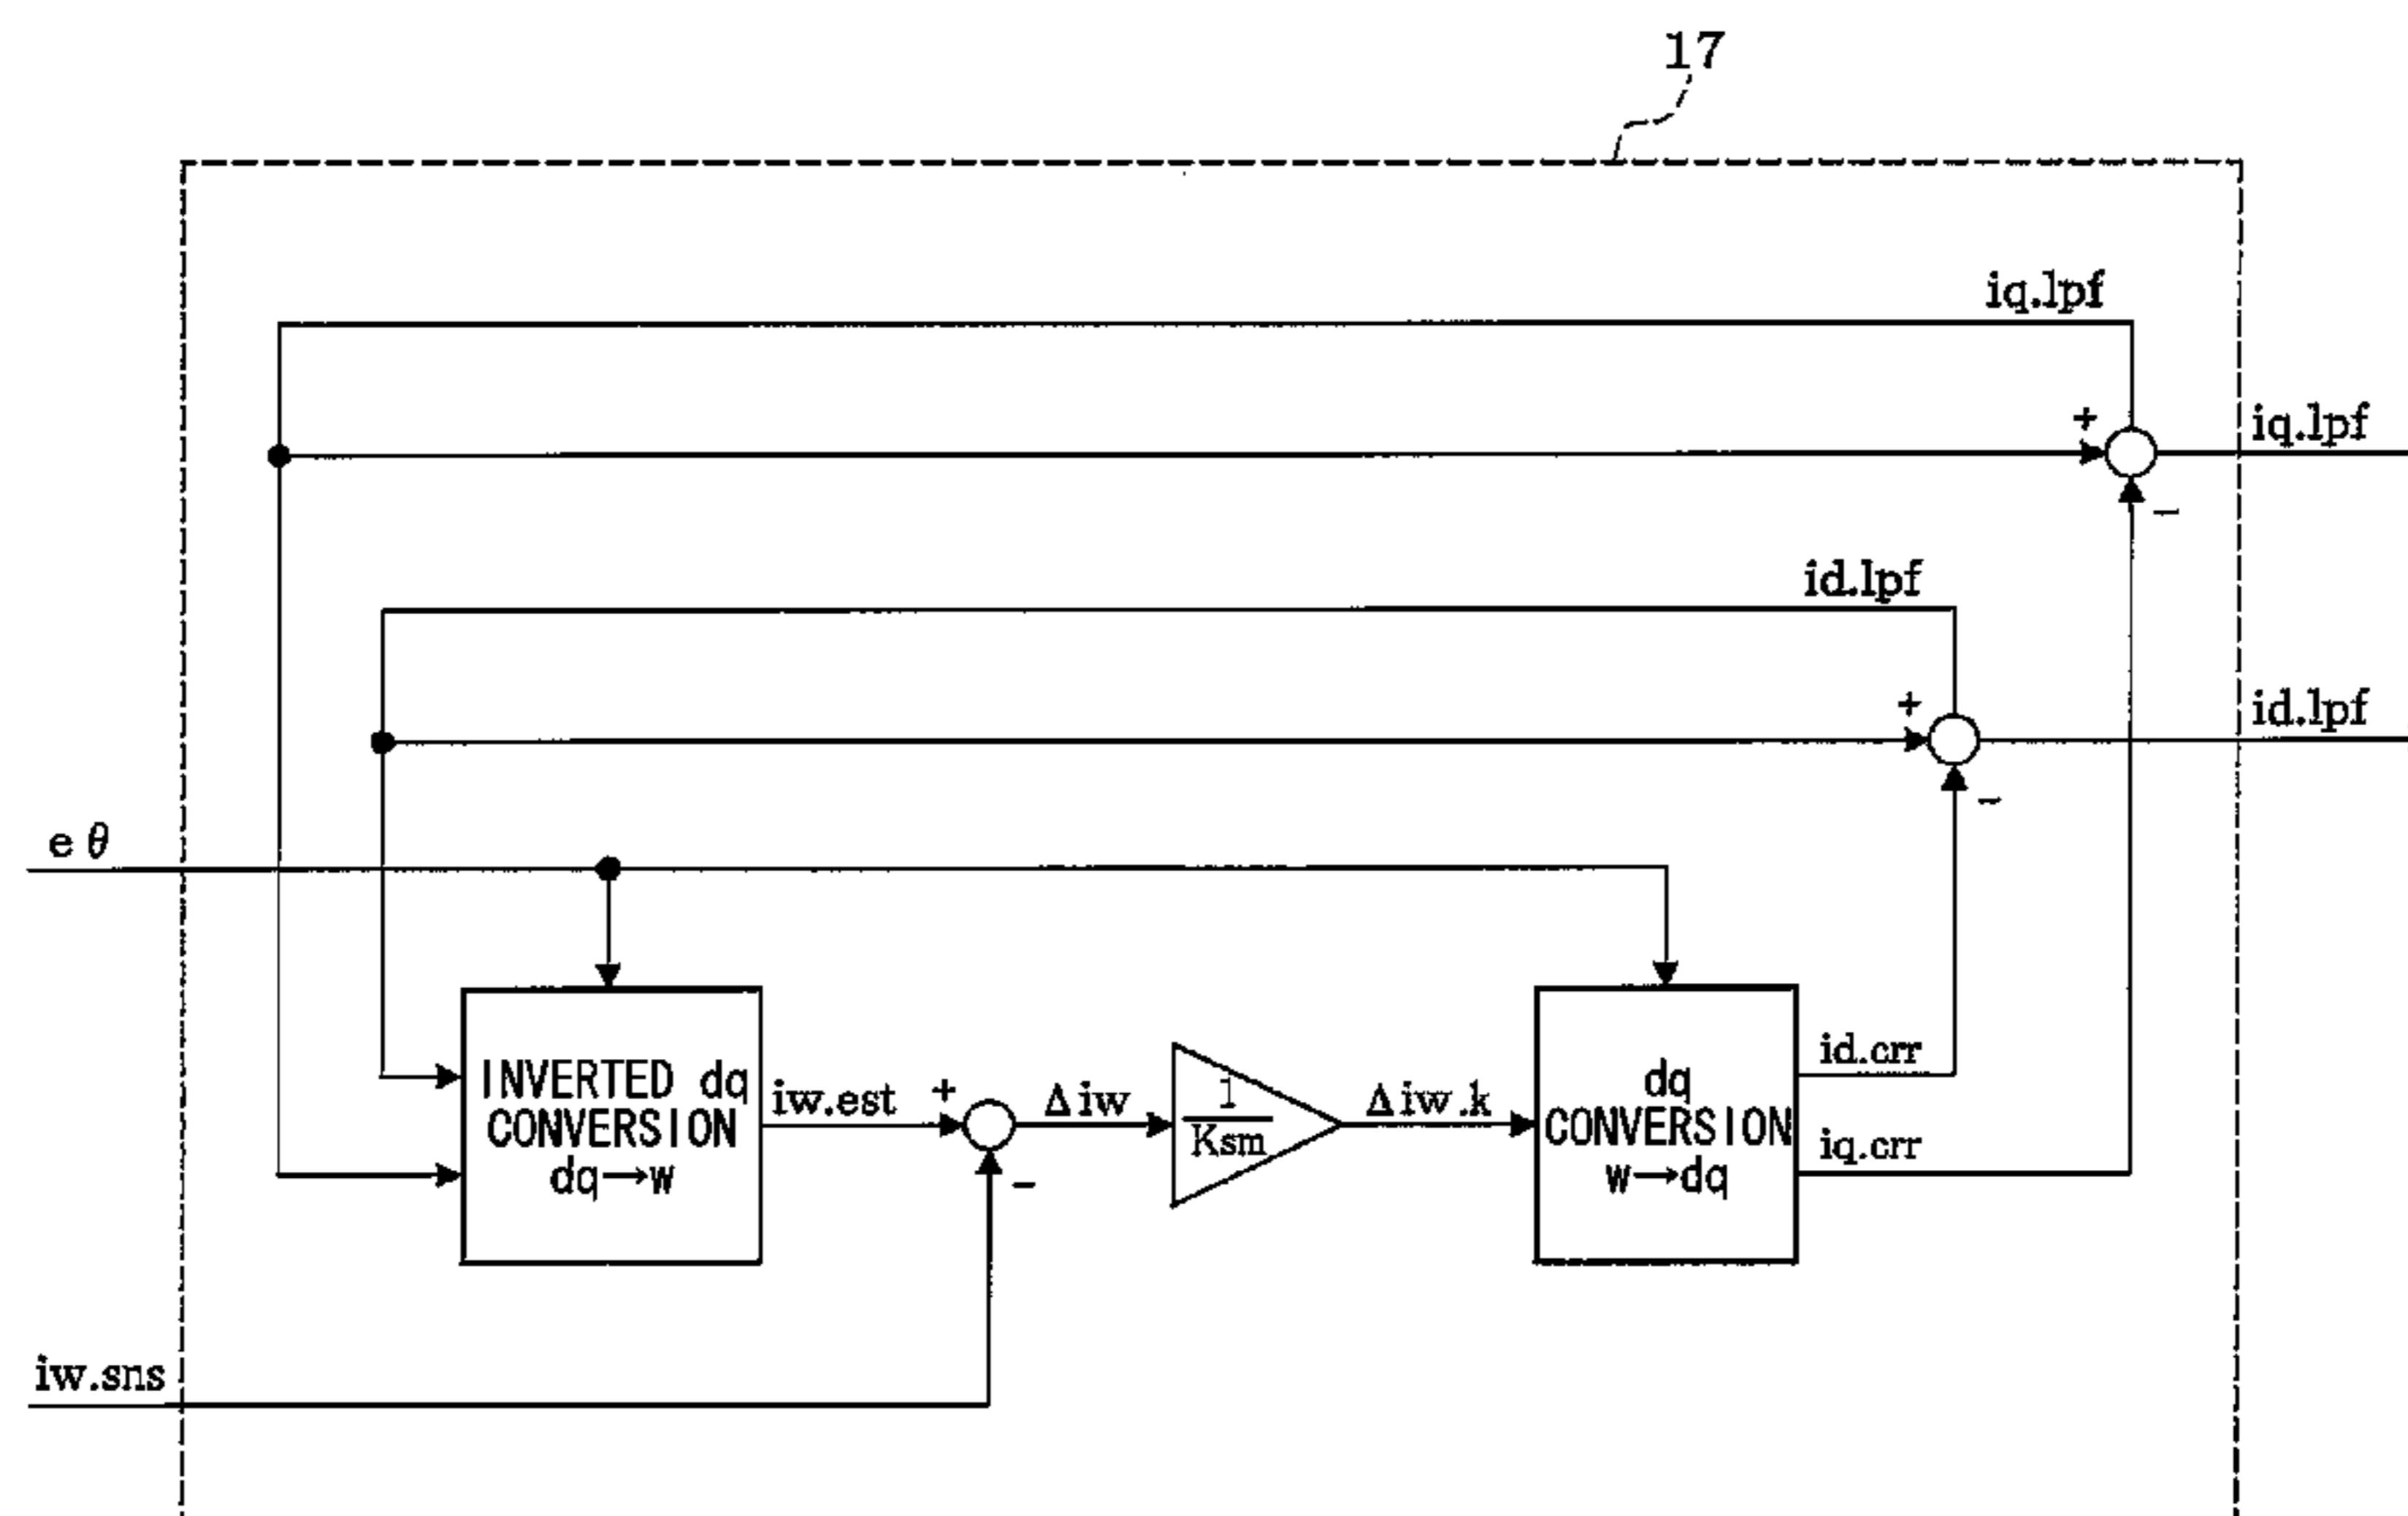 17
iq.lpf
+
iq.lpf
−
id.lpf
+
id.lpf
−
e θ
INVERTED dq
CONVERSION
dq→w
iw.est
+
−
Δiw
1
Ksm
Δiw.k
dq
CONVERSION
w→dq
id.crr
iq.crr
iw.sns